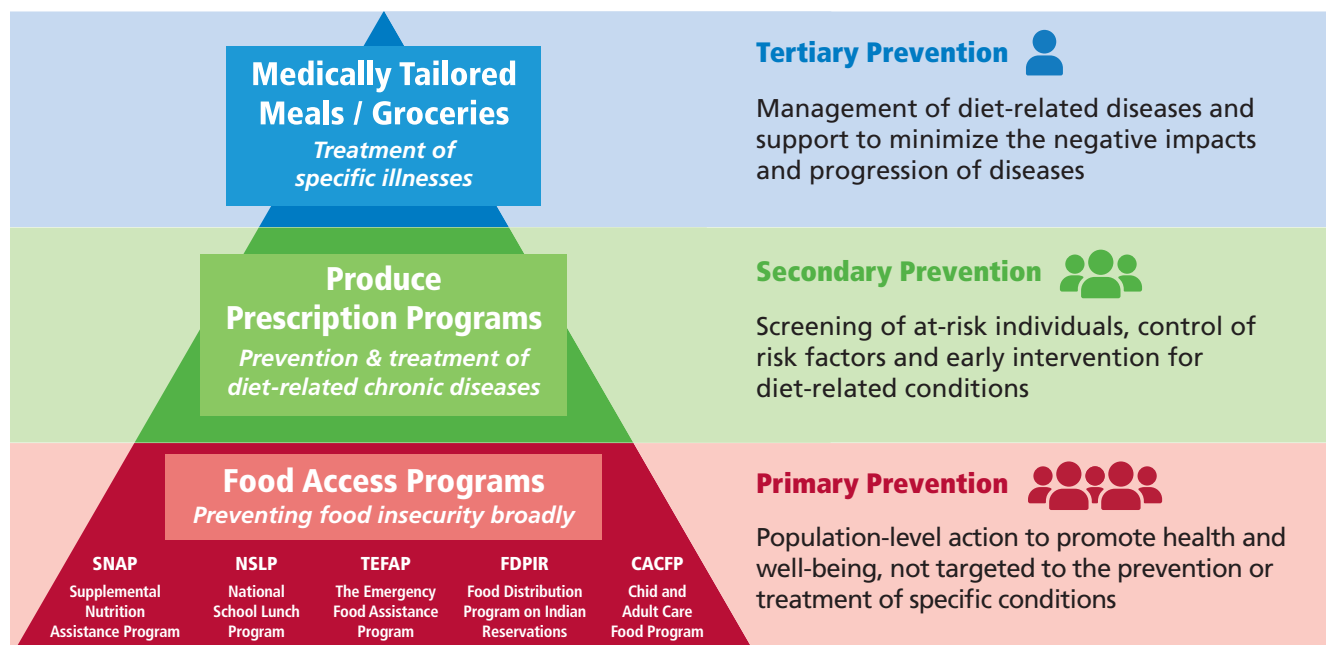 Medically Tailored
Meals / Groceries
Treatment of
specific illnesses
Tertiary Prevention
Management of diet-related diseases and
support to minimize the negative impacts
and progression of diseases
Produce
Prescription Programs
Prevention & treatment of
diet-related chronic diseases
Secondary Prevention
Screening of at-risk individuals, control of
risk factors and early intervention for
diet-related conditions
Food Access Programs
Preventing food insecurity broadly
SNAP
Supplemental
Nutrition
Assistance Program
NSLP
National
School Lunch
Program
TEFAP
The Emergency
Food Assistance
Program
FDPIR
Food Distribution
Program on Indian
Reservations
CACFP
Chid and
Adult Care
Food Program
Primary Prevention
Population-level action to promote health and
well-being, not targeted to the prevention or
treatment of specific conditions